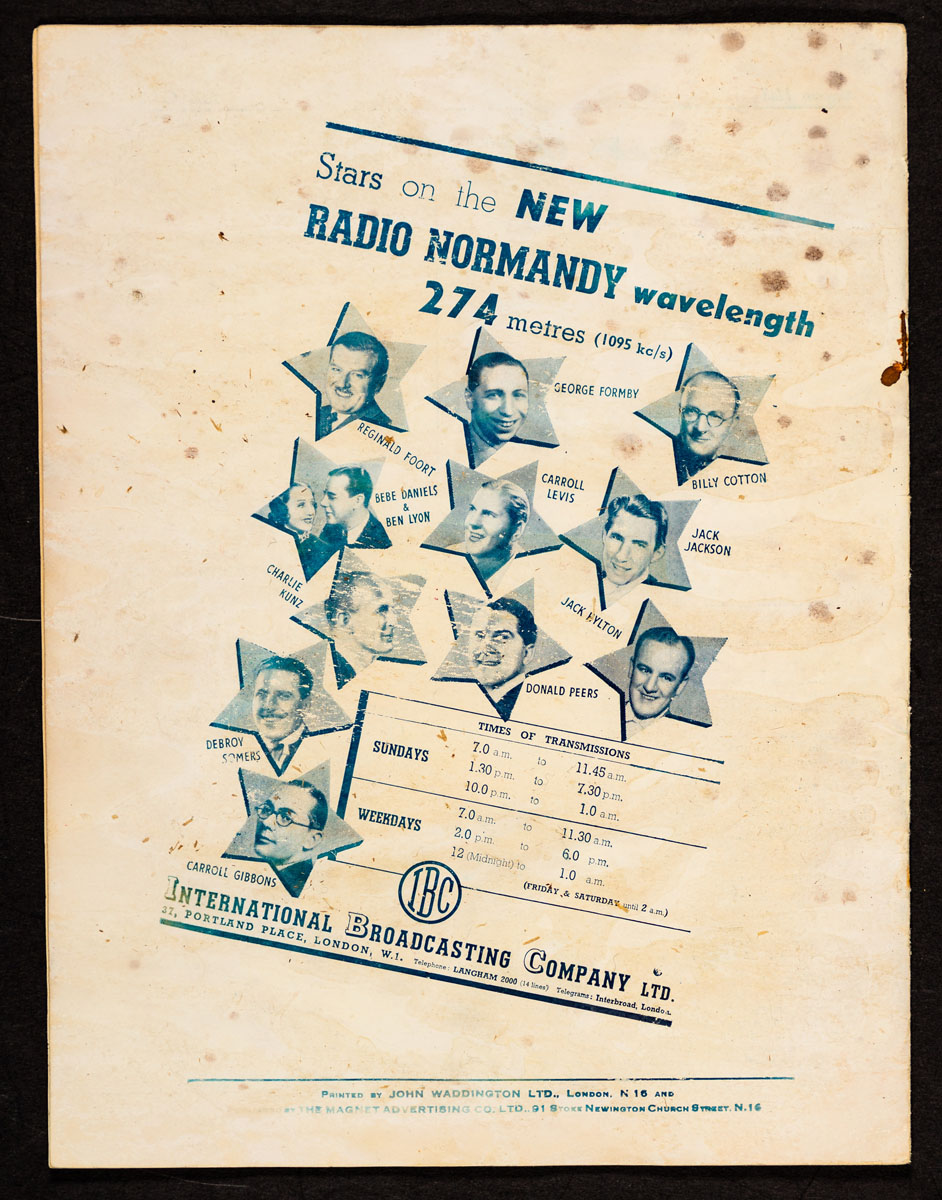 Stars on the NEW
RADIO NORMANDY wavelength
274 metres (1095 kc/s)
GEORGE FORMBY
REGINALD FOORT
BILLY COTTON
BEBE DANIELS
&
BEN LYON
CARROLL
LEVIS
JACK
JACKSON
CHARLIE
KUNZ
JACK HYLTON
DONALD PEERS
DEBROY
SOMERS
CARROLL GIBBONS
TIMES OF TRANSMISSIONS
SUNDAYS 7.0 a.m. to 11.45 a.m.
1.30 p.m. to 7.30 p.m.
10.0 p.m. to 1.0 a.m.
WEEKDAYS 7.0 a.m. to 11.30 a.m.
2.0 p.m. to 6.0 p.m.
12 (Midnight) to 1.0 a.m.
(FRIDAY & SATURDAY until 2 a.m.)
IBC
INTERNATIONAL BROADCASTING COMPANY LTD.
37, PORTLAND PLACE, LONDON, W.1. Telephone: LANGHAM 2000 (14 lines) Telegrams: Interbroad, London.
PRINTED BY JOHN WADDINGTON LTD., LONDON, N 16 AND
BY THE MAGNET ADVERTISING CO. LTD., 91 STOKE NEWINGTON CHURCH STREET, N.16